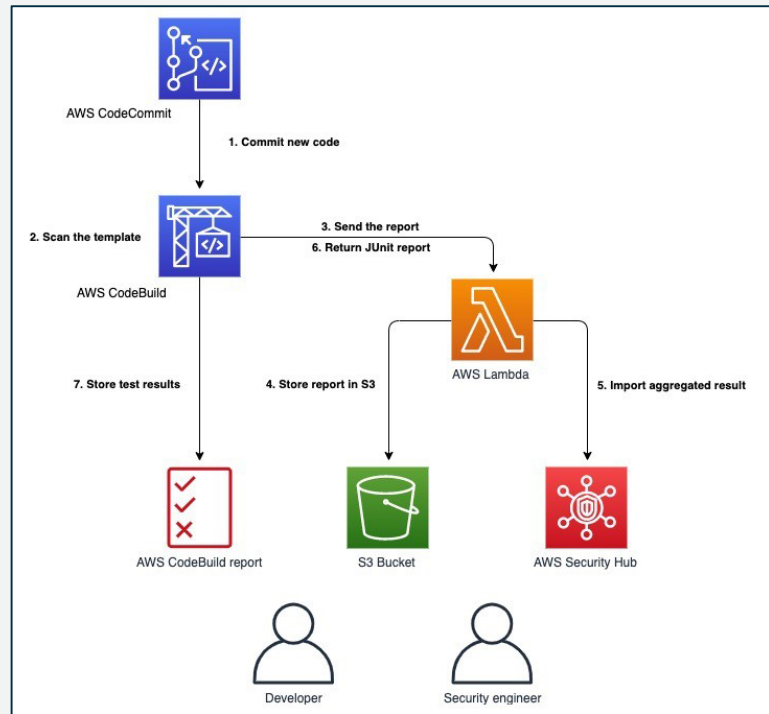 AWS CodeCommit
1. Commit new code
2. Scan the template
3. Send the report
6. Return JUnit report
AWS CodeBuild
AWS Lambda
7. Store test results
4. Store report in S3
5. Import aggregated result
AWS CodeBuild report
S3 Bucket
AWS Security Hub
Developer
Security engineer